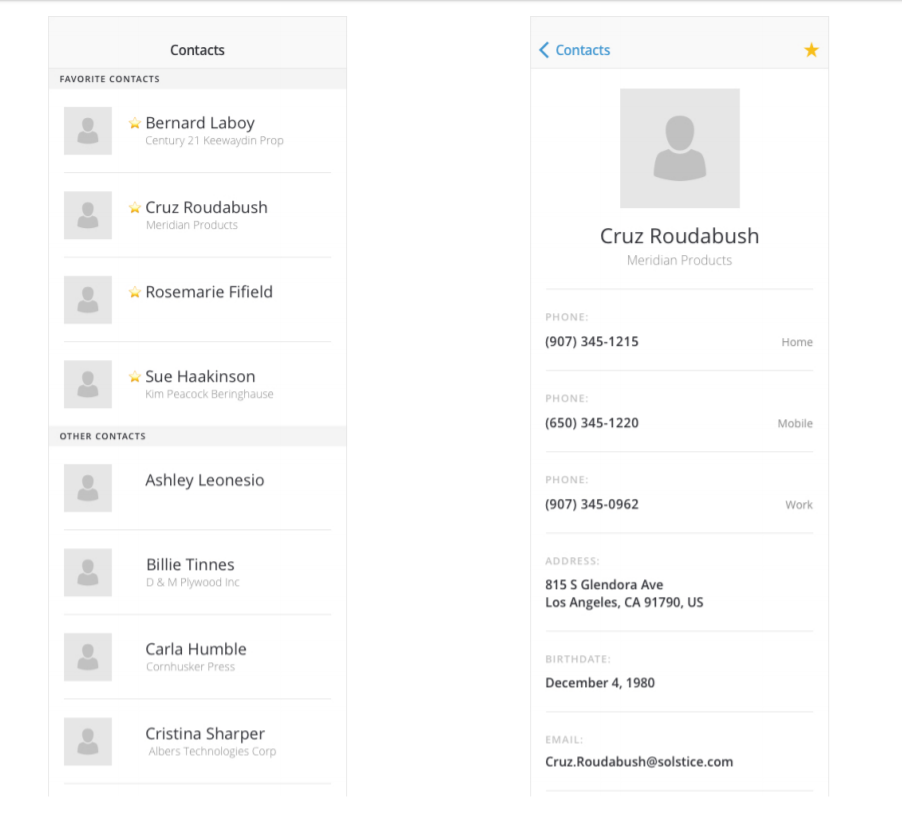 Contacts
FAVORITE CONTACTS
Bernard Laboy
Century 21 Keewaydin Prop
Cruz Roudabush
Meridian Products
Rosemarie Fifield
Sue Haakinson
Kim Peacock Beringhause
OTHER CONTACTS
Ashley Leonesio
Billie Tinnes
D & M Plywood Inc
Carla Humble
Cornhusker Press
Cristina Sharper
Albers Technologies Corp
Contacts
Cruz Roudabush
Meridian Products
PHONE:
(907) 345-1215 Home
PHONE:
(650) 345-1220 Mobile
PHONE:
(907) 345-0962 Work
ADDRESS:
815 S Glendora Ave
Los Angeles, CA 91790, US
BIRTHDATE:
December 4, 1980
EMAIL:
Cruz.Roudabush@solstice.com